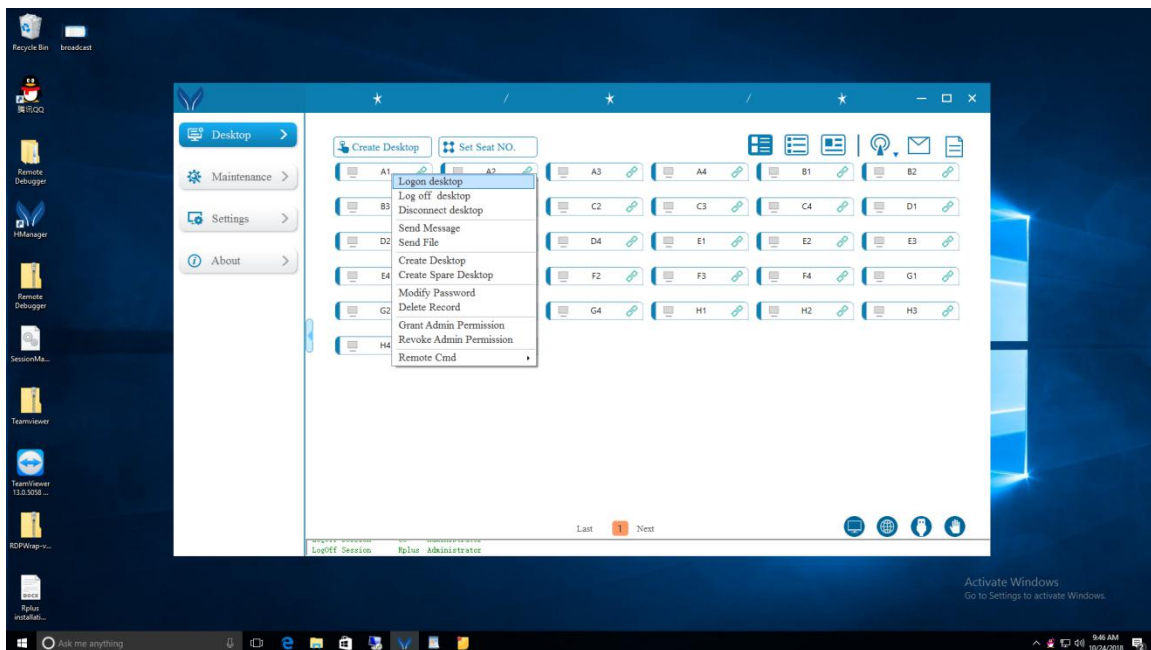 Recycle Bin
broadcast
腾讯QQ
Remote
Debugger
HManager
Remote
Debugger
SessionMa...
Teamviewer
TeamViewer
13.0.5058 ...
RDPWrap-v...
Rplus
installati...
Desktop
Maintenance
Settings
About
Create Desktop
Set Seat NO.
A1
A2
A3
A4
B1
B2
B3
C2
C3
C4
D1
D2
D4
E1
E2
E3
E4
F2
F3
F4
G1
G2
G4
H1
H2
H3
H4
Logon desktop
Log off desktop
Disconnect desktop
Send Message
Send File
Create Desktop
Create Spare Desktop
Modify Password
Delete Record
Grant Admin Permission
Revoke Admin Permission
Remote Cmd
Last 1 Next
LogOff Session Rplus Administrator
Activate Windows
Go to Settings to activate Windows.
Ask me anything
9:46 AM
10/24/2018